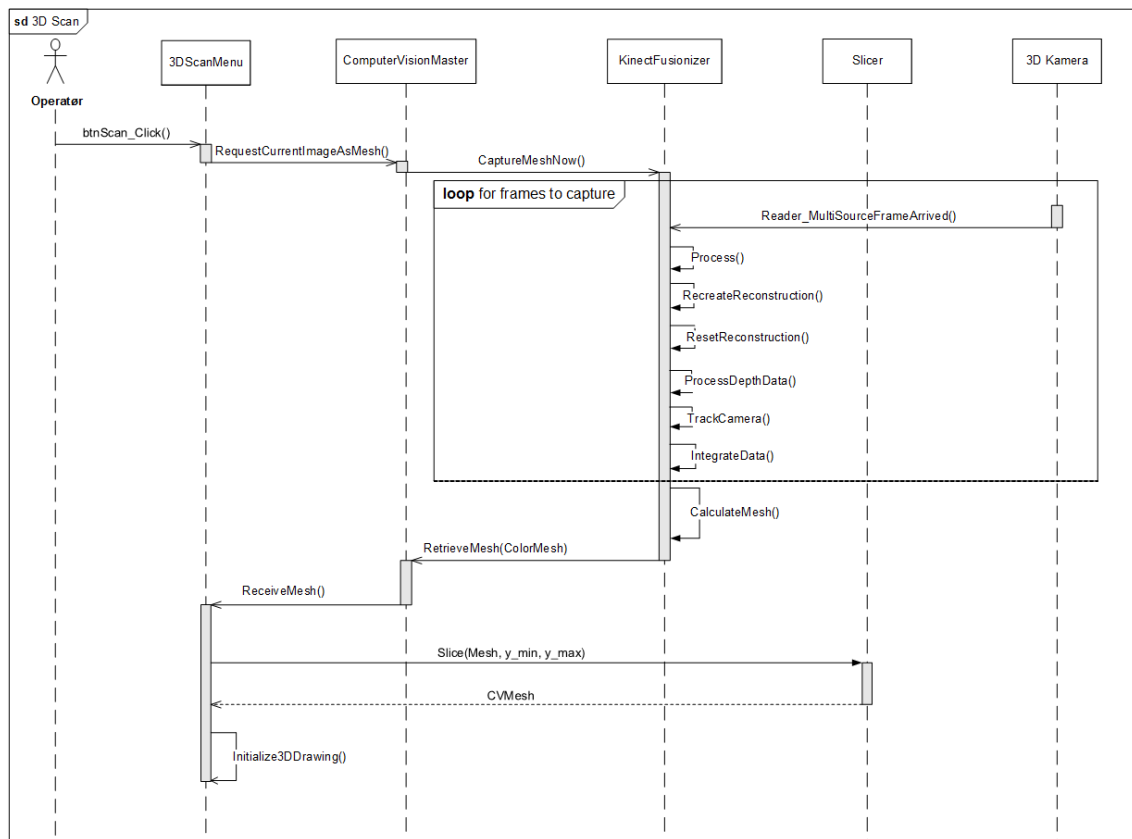 sd 3D Scan
3DScanMenu
ComputerVisionMaster
KinectFusionizer
Slicer
3D Kamera
Operatør
btnScan_Click()
RequestCurrentImageAsMesh()
CaptureMeshNow()
loop for frames to capture
Reader_MultiSourceFrameArrived()
Process()
RecreateReconstruction()
ResetReconstruction()
ProcessDepthData()
TrackCamera()
IntegrateData()
CalculateMesh()
RetrieveMesh(ColorMesh)
ReceiveMesh()
Slice(Mesh, y_min, y_max)
CVMesh
Initialize3DDrawing()